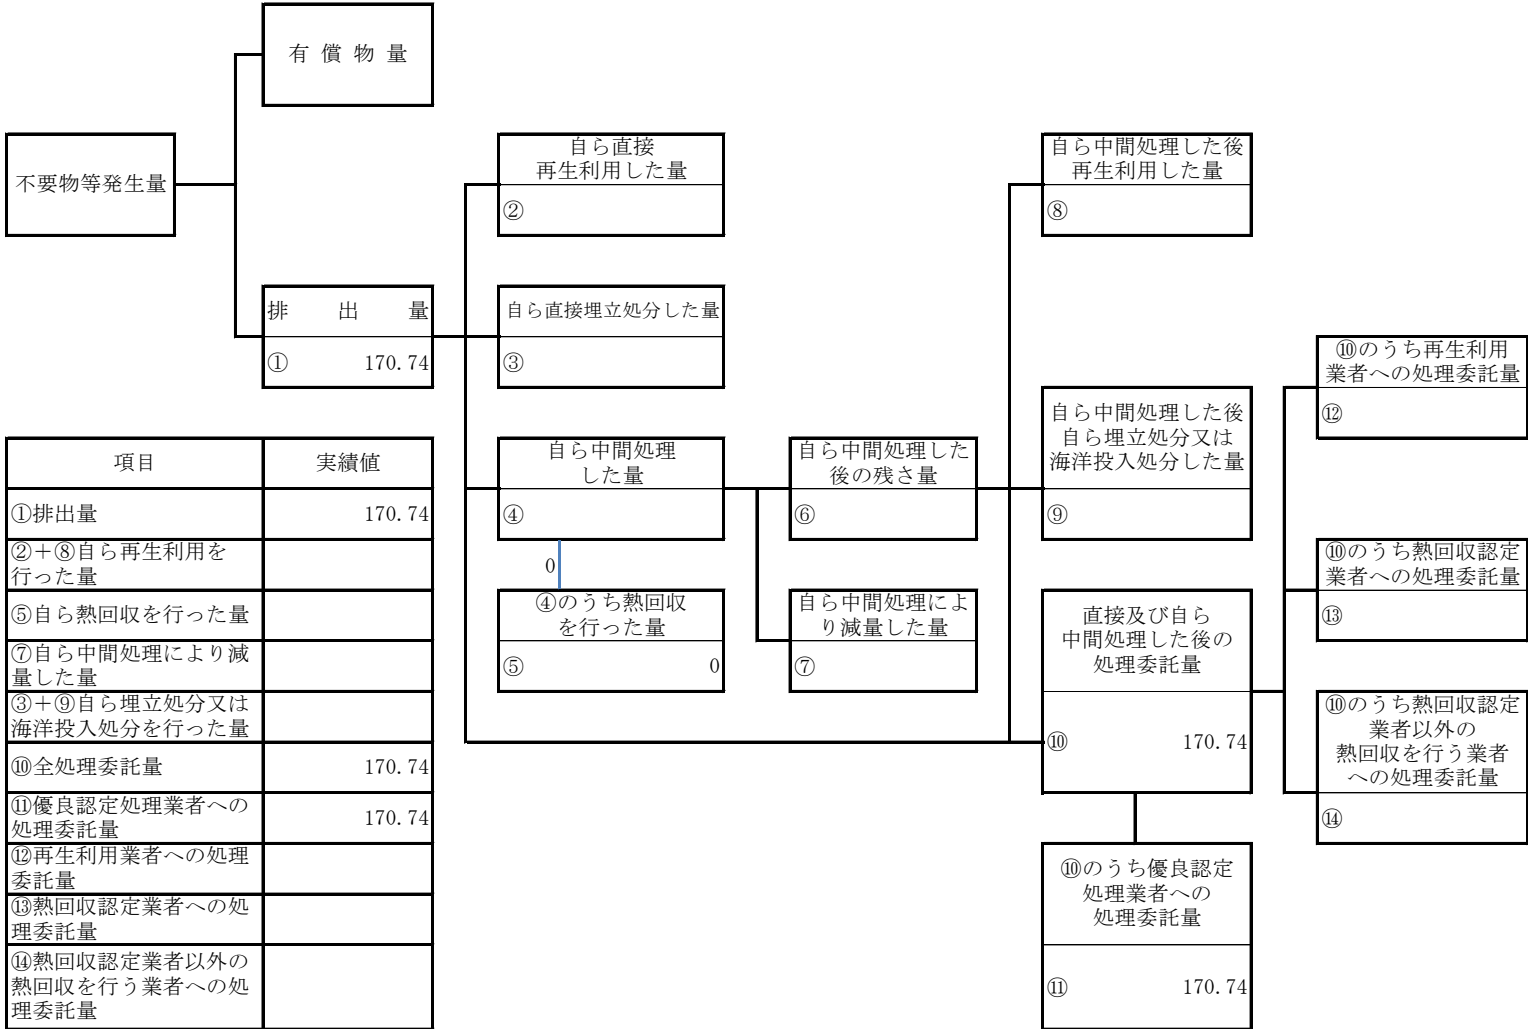 有償物量
不要物等発生量
自ら直接
再生利用した量
②
自ら中間処理した後
再生利用した量
⑧
排出量
① 170.74
自ら直接埋立処分した量
③
⑩のうち再生利用
業者への処理委託量
⑫
自ら中間処理した後
自ら埋立処分又は
海洋投入処分した量
⑨
自ら中間処理
した量
④
自ら中間処理した
後の残さ量
⑥
0
④のうち熱回収
を行った量
⑤ 0
自ら中間処理によ
り減量した量
⑦
⑩のうち熱回収認定
業者への処理委託量
⑬
直接及び自ら
中間処理した後の
処理委託量
⑩ 170.74
⑩のうち熱回収認定
業者以外の
熱回収を行う業者
への処理委託量
⑭
⑩のうち優良認定
処理業者への
処理委託量
⑪ 170.74
項目 実績値
①排出量 170.74
②+⑧自ら再生利用を
行った量
⑤自ら熱回収を行った量
⑦自ら中間処理により減
量した量
③+⑨自ら埋立処分又は
海洋投入処分を行った量
⑩全処理委託量 170.74
⑪優良認定処理業者への
処理委託量 170.74
⑫再生利用業者への処理
委託量
⑬熱回収認定業者への処
理委託量
⑭熱回収認定業者以外の
熱回収を行う業者への処
理委託量